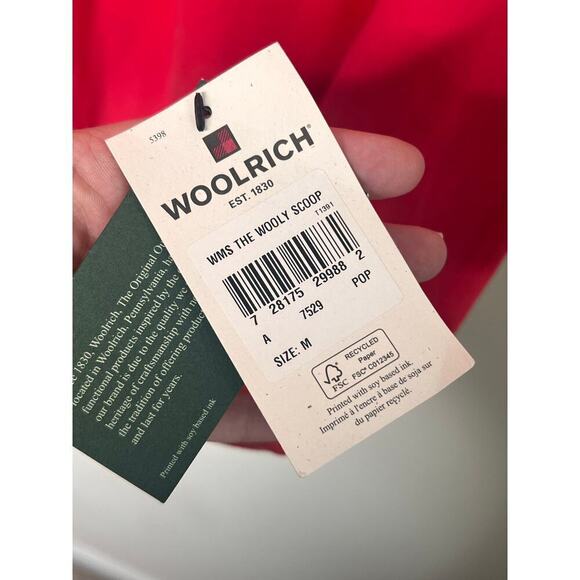 5398
WOOLRICH®
EST. 1830
WMS THE WOOLY SCOOP
T1391
7 28175 29988 2
A 7529 POP
SIZE: M
FSC
RECYCLED
Paper
FSC® C012345
Printed with soy based ink.
Imprimé à l'encre à base de soja sur
du papier recyclé.
1830, Woolrich, The Original
located in Woolrich, Pennsylvania,
functional products inspired by the
our brand is due to the quality we
heritage of craftsmanship with
the tradition of offering
and last for years.
Printed with soy based ink